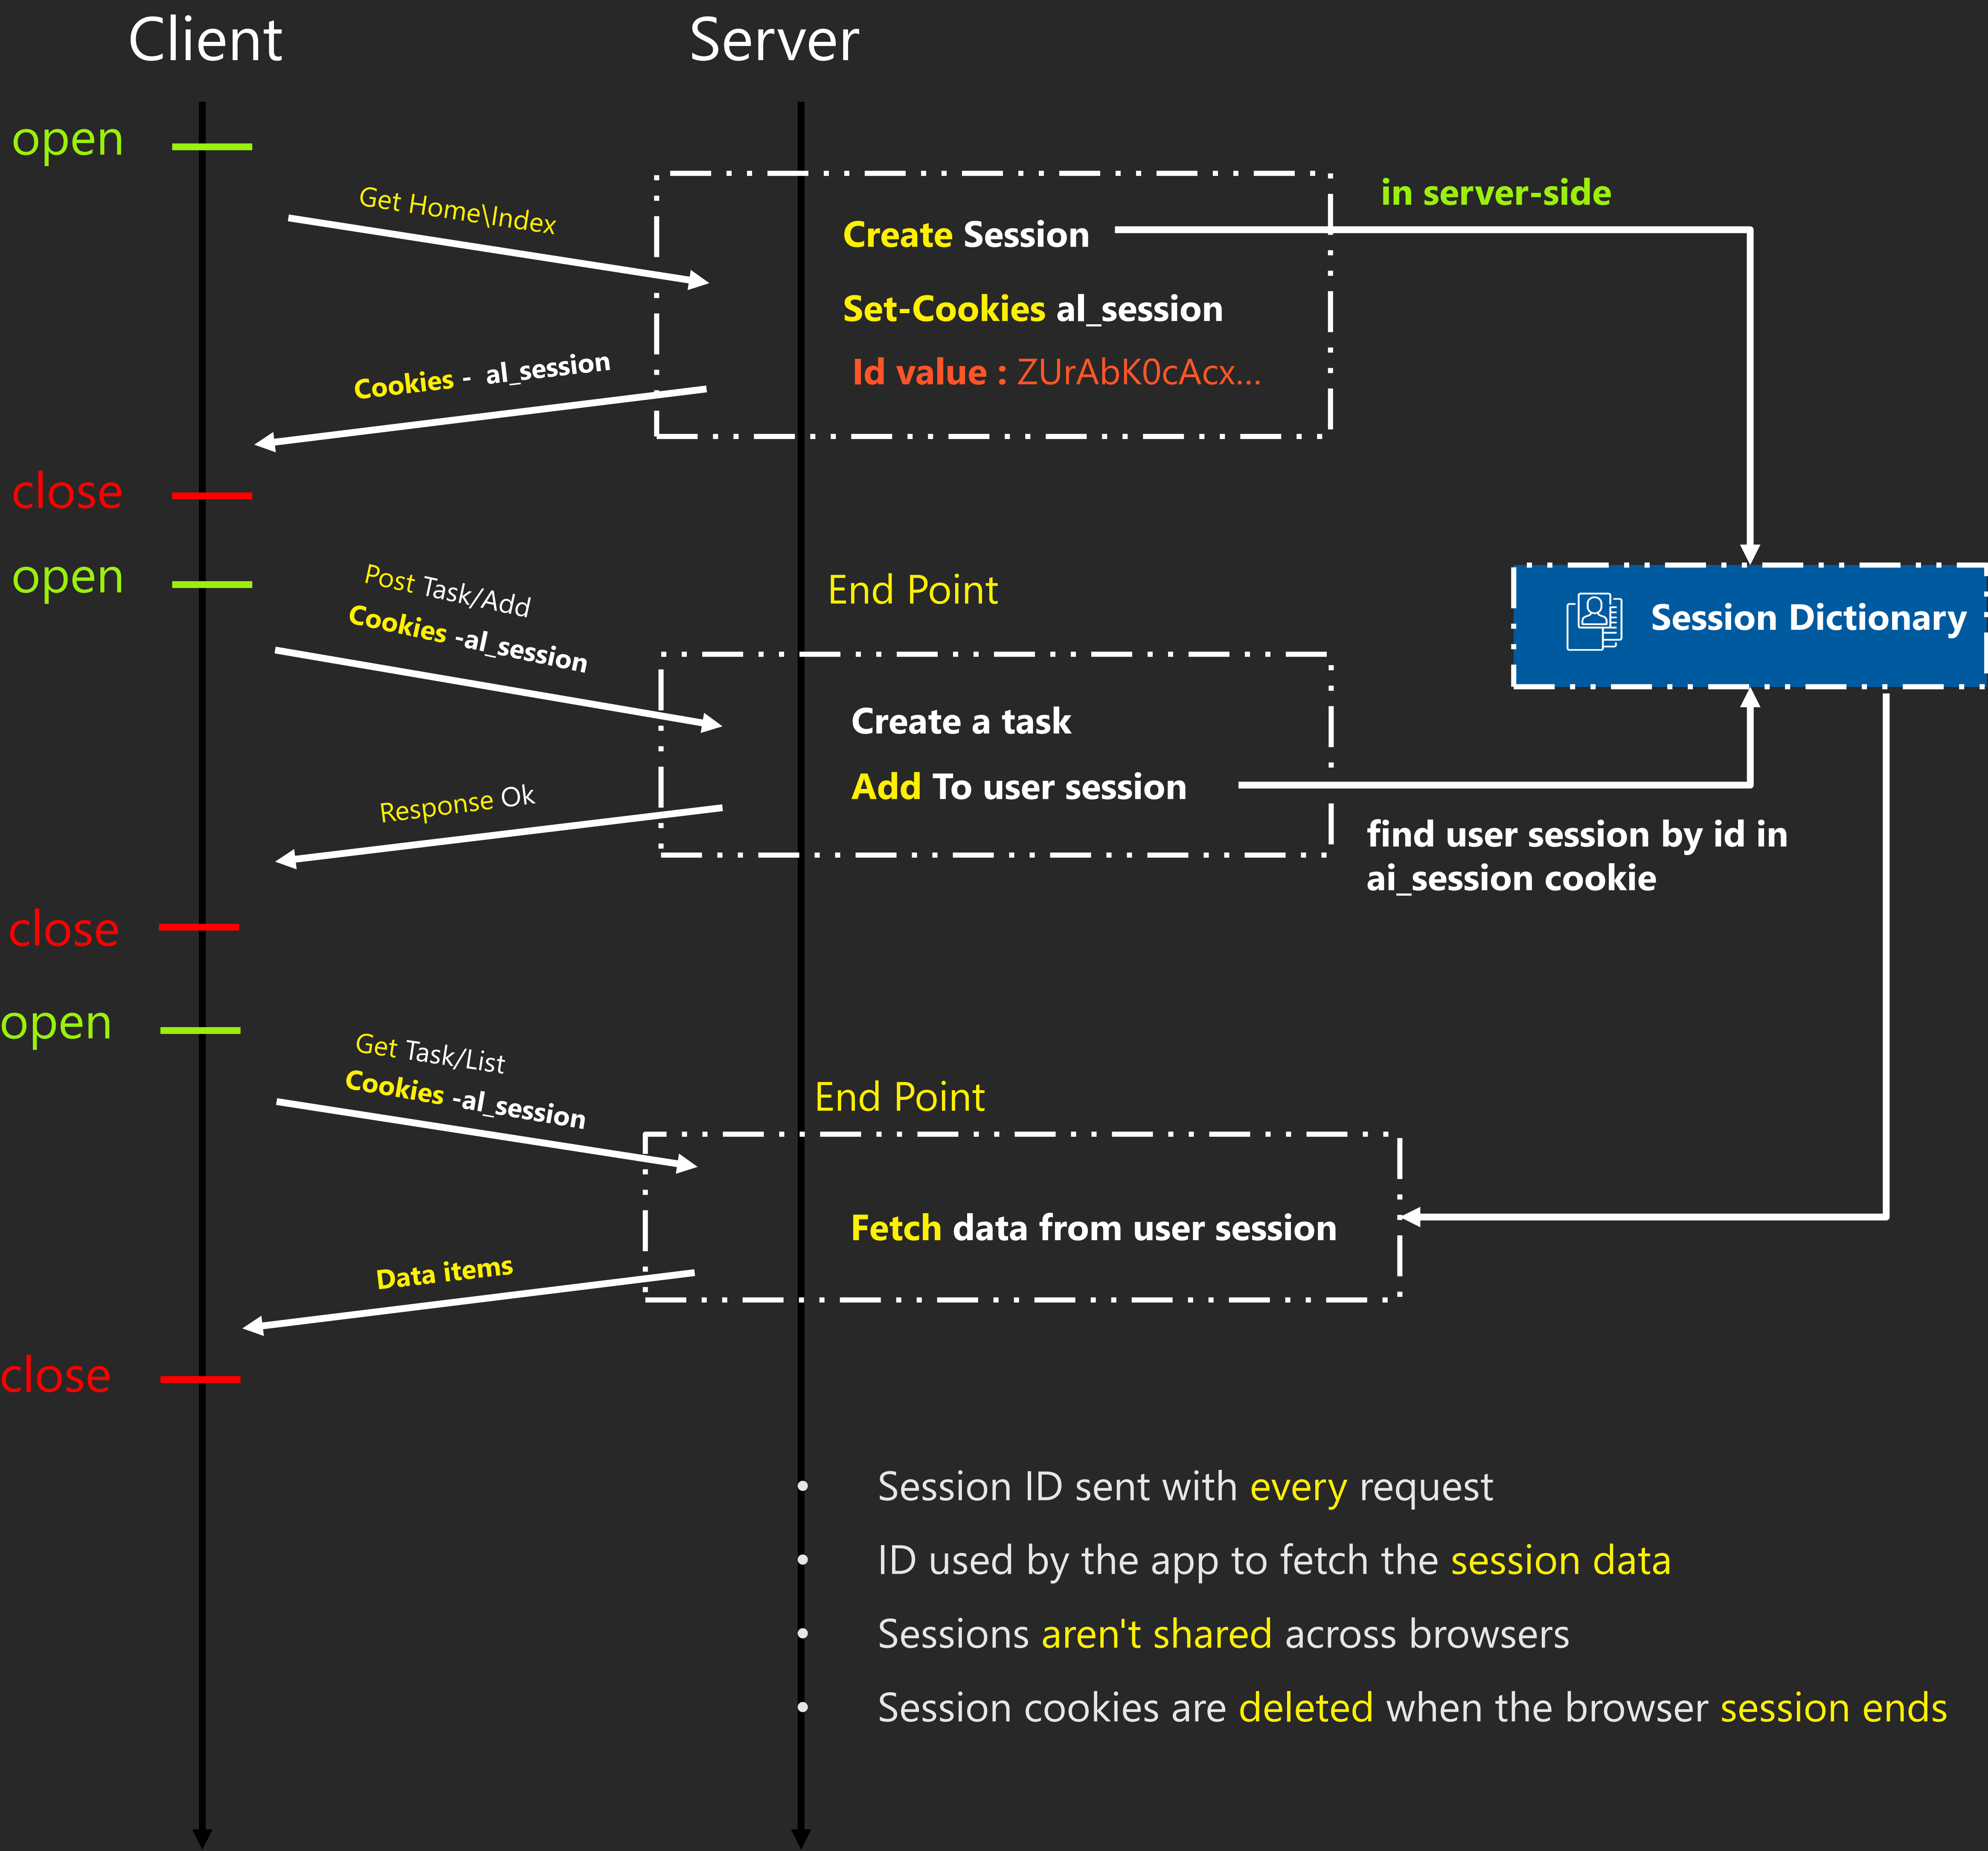 Client
Server
open
Get Home\Index
in server-side
Create Session
Set-Cookies al_session
Id value : ZUrAbK0cAcx...
Cookies - al_session
close
open
Post Task/Add
Cookies -al_session
End Point
Session Dictionary
Create a task
Add To user session
Response Ok
find user session by id in
ai_session cookie
close
open
Get Task/List
Cookies -al_session
End Point
Fetch data from user session
Data items
close
• Session ID sent with every request
• ID used by the app to fetch the session data
• Sessions aren't shared across browsers
• Session cookies are deleted when the browser session ends